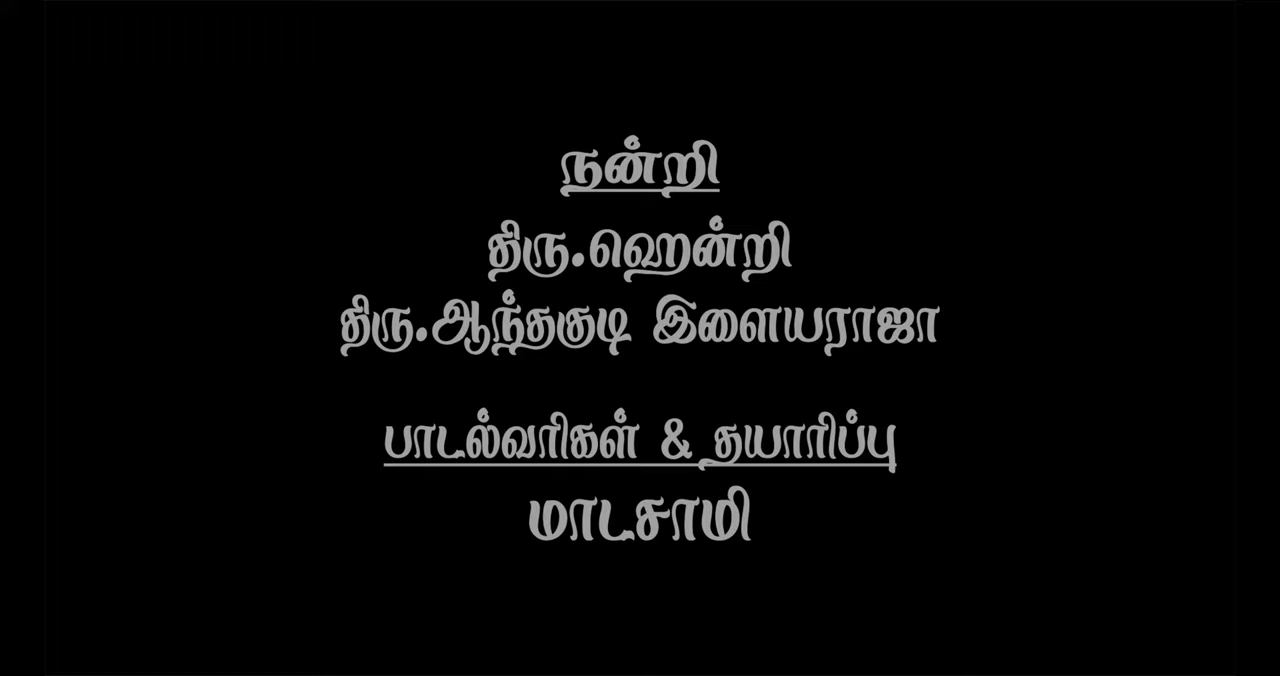 நன்றி
திரு.ஹென்றி
திரு.ஆந்தகுடி இளையராஜா
பாடல்வரிகள் & தயாரிப்பு
மாடசாமி